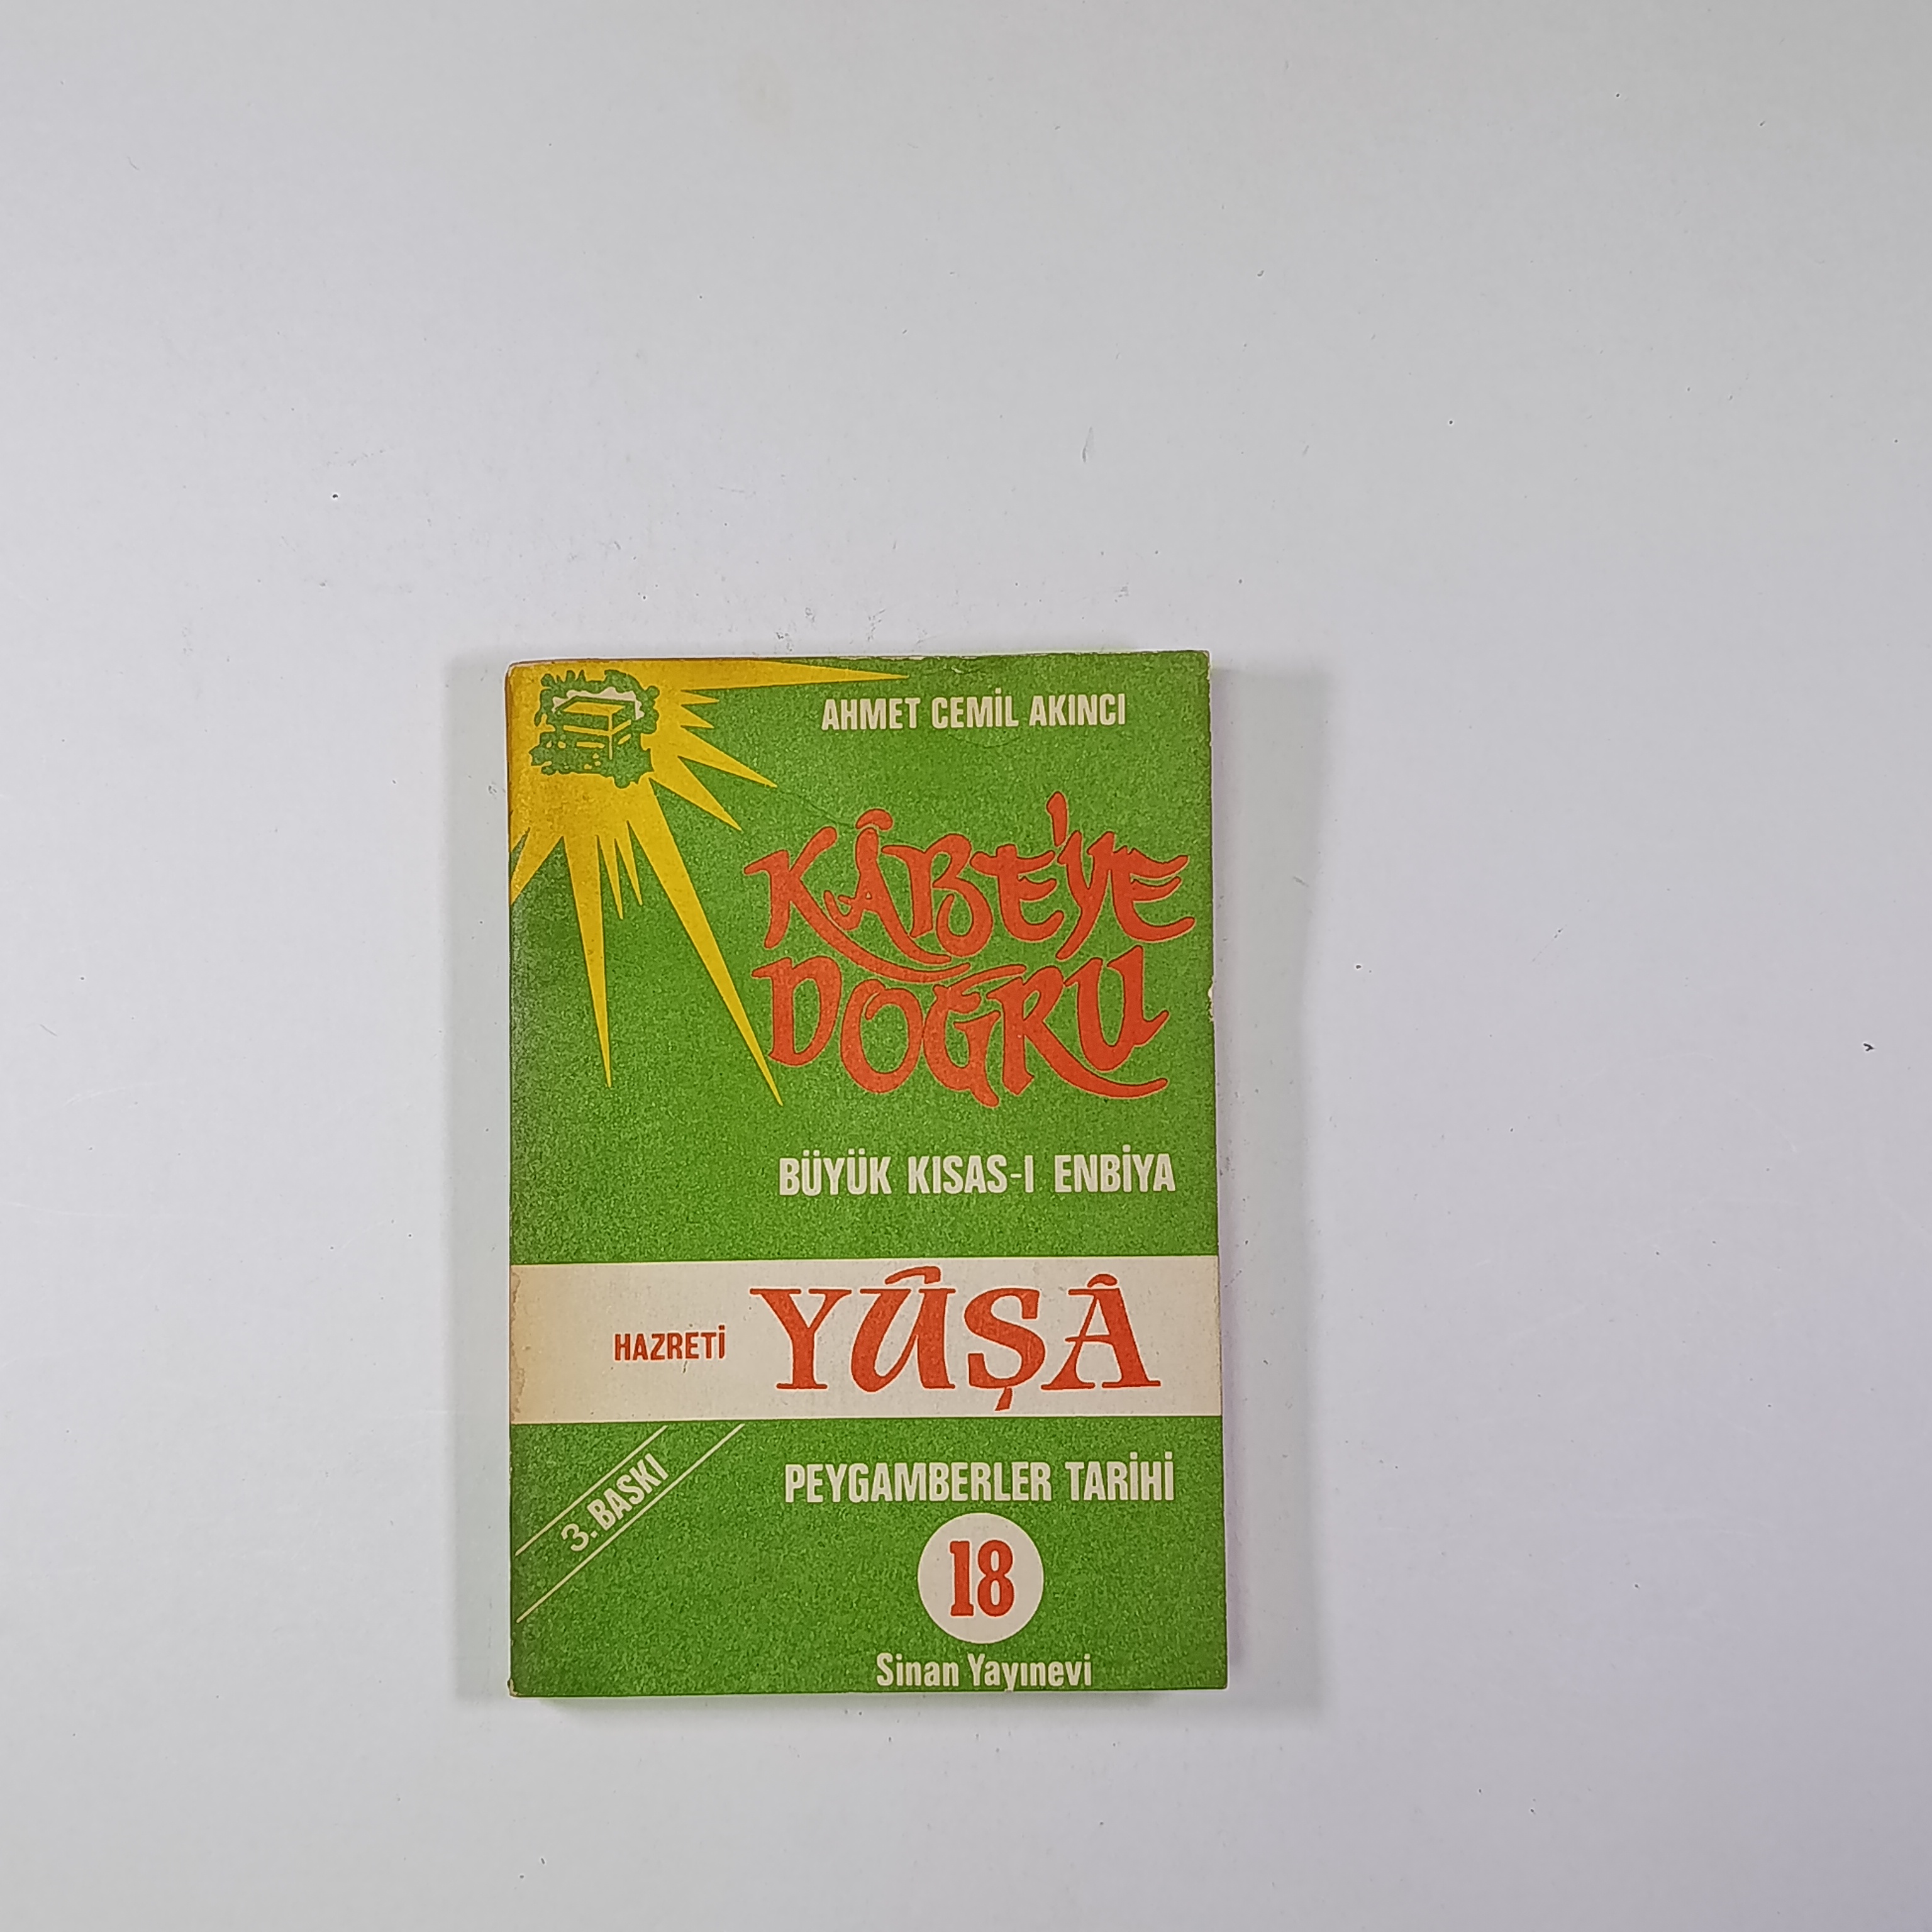 AHMET CEMİL AKINCI
KÂBE'YE
DOĞRU
BÜYÜK KISAS-I ENBİYA
HAZRETİ YÛŞÂ
3. BASKI
PEYGAMBERLER TARİHİ
18
Sinan Yayınevi